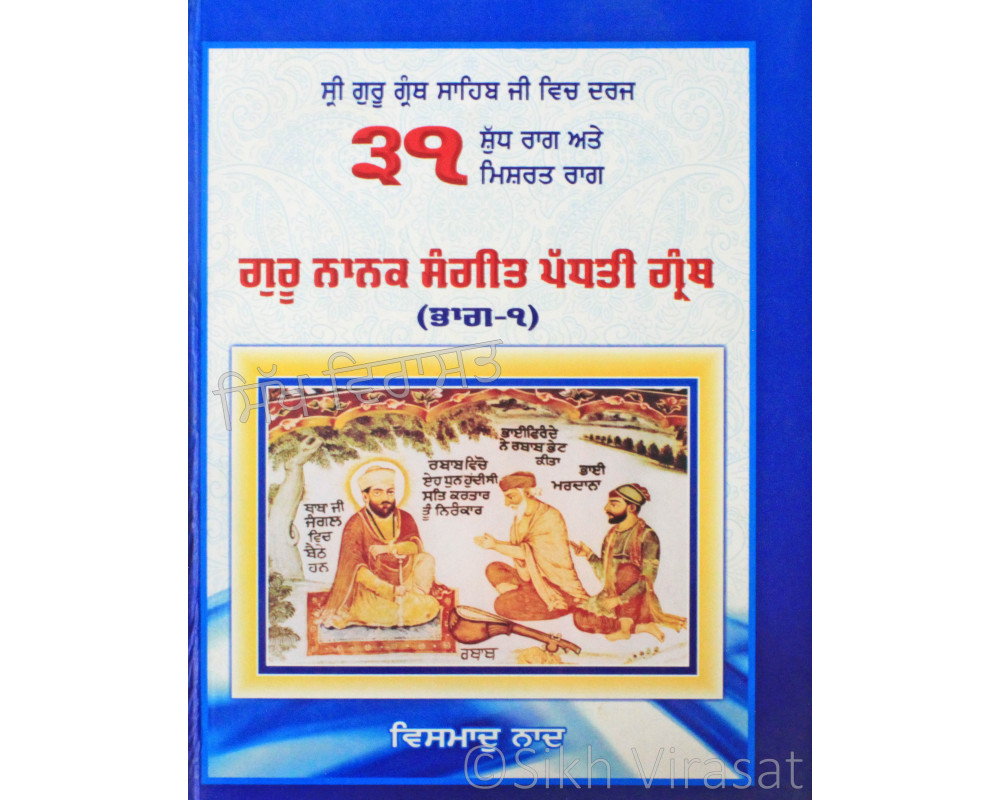 ਸ੍ਰੀ ਗੁਰੂ ਗ੍ਰੰਥ ਸਾਹਿਬ ਜੀ ਵਿਚ ਦਰਜ
੩੧
ਸ਼ੁੱਧ ਰਾਗ ਅਤੇ
ਮਿਸ਼ਰਤ ਰਾਗ
ਗੁਰੂ ਨਾਨਕ ਸੰਗੀਤ ਪੱਧਤੀ ਗ੍ਰੰਥ
(ਭਾਗ-੧)
ਸਿੱਖ ਵਿਰਾਸਤ
ਬਾਬਾ ਜੀ
ਜੰਗਲ
ਵਿਚ
ਬੈਠੇ
ਹਨ
ਰਬਾਬ ਵਿੱਚੋਂ
ਏਹ ਧੁਨ ਹੁੰਦੀ ਸੀ
ਸਤਿ ਕਰਤਾਰ
ਤੂੰ ਨਿਰੰਕਾਰ
ਭਾਈ ਫਿਰੰਦੇ
ਨੇ ਰਬਾਬ ਭੇਟ
ਕੀਤਾ
ਭਾਈ
ਮਰਦਾਨਾ
ਰਬਾਬ
ਵਿਸਮਾਦੁ ਨਾਦ
©Sikh Virasat